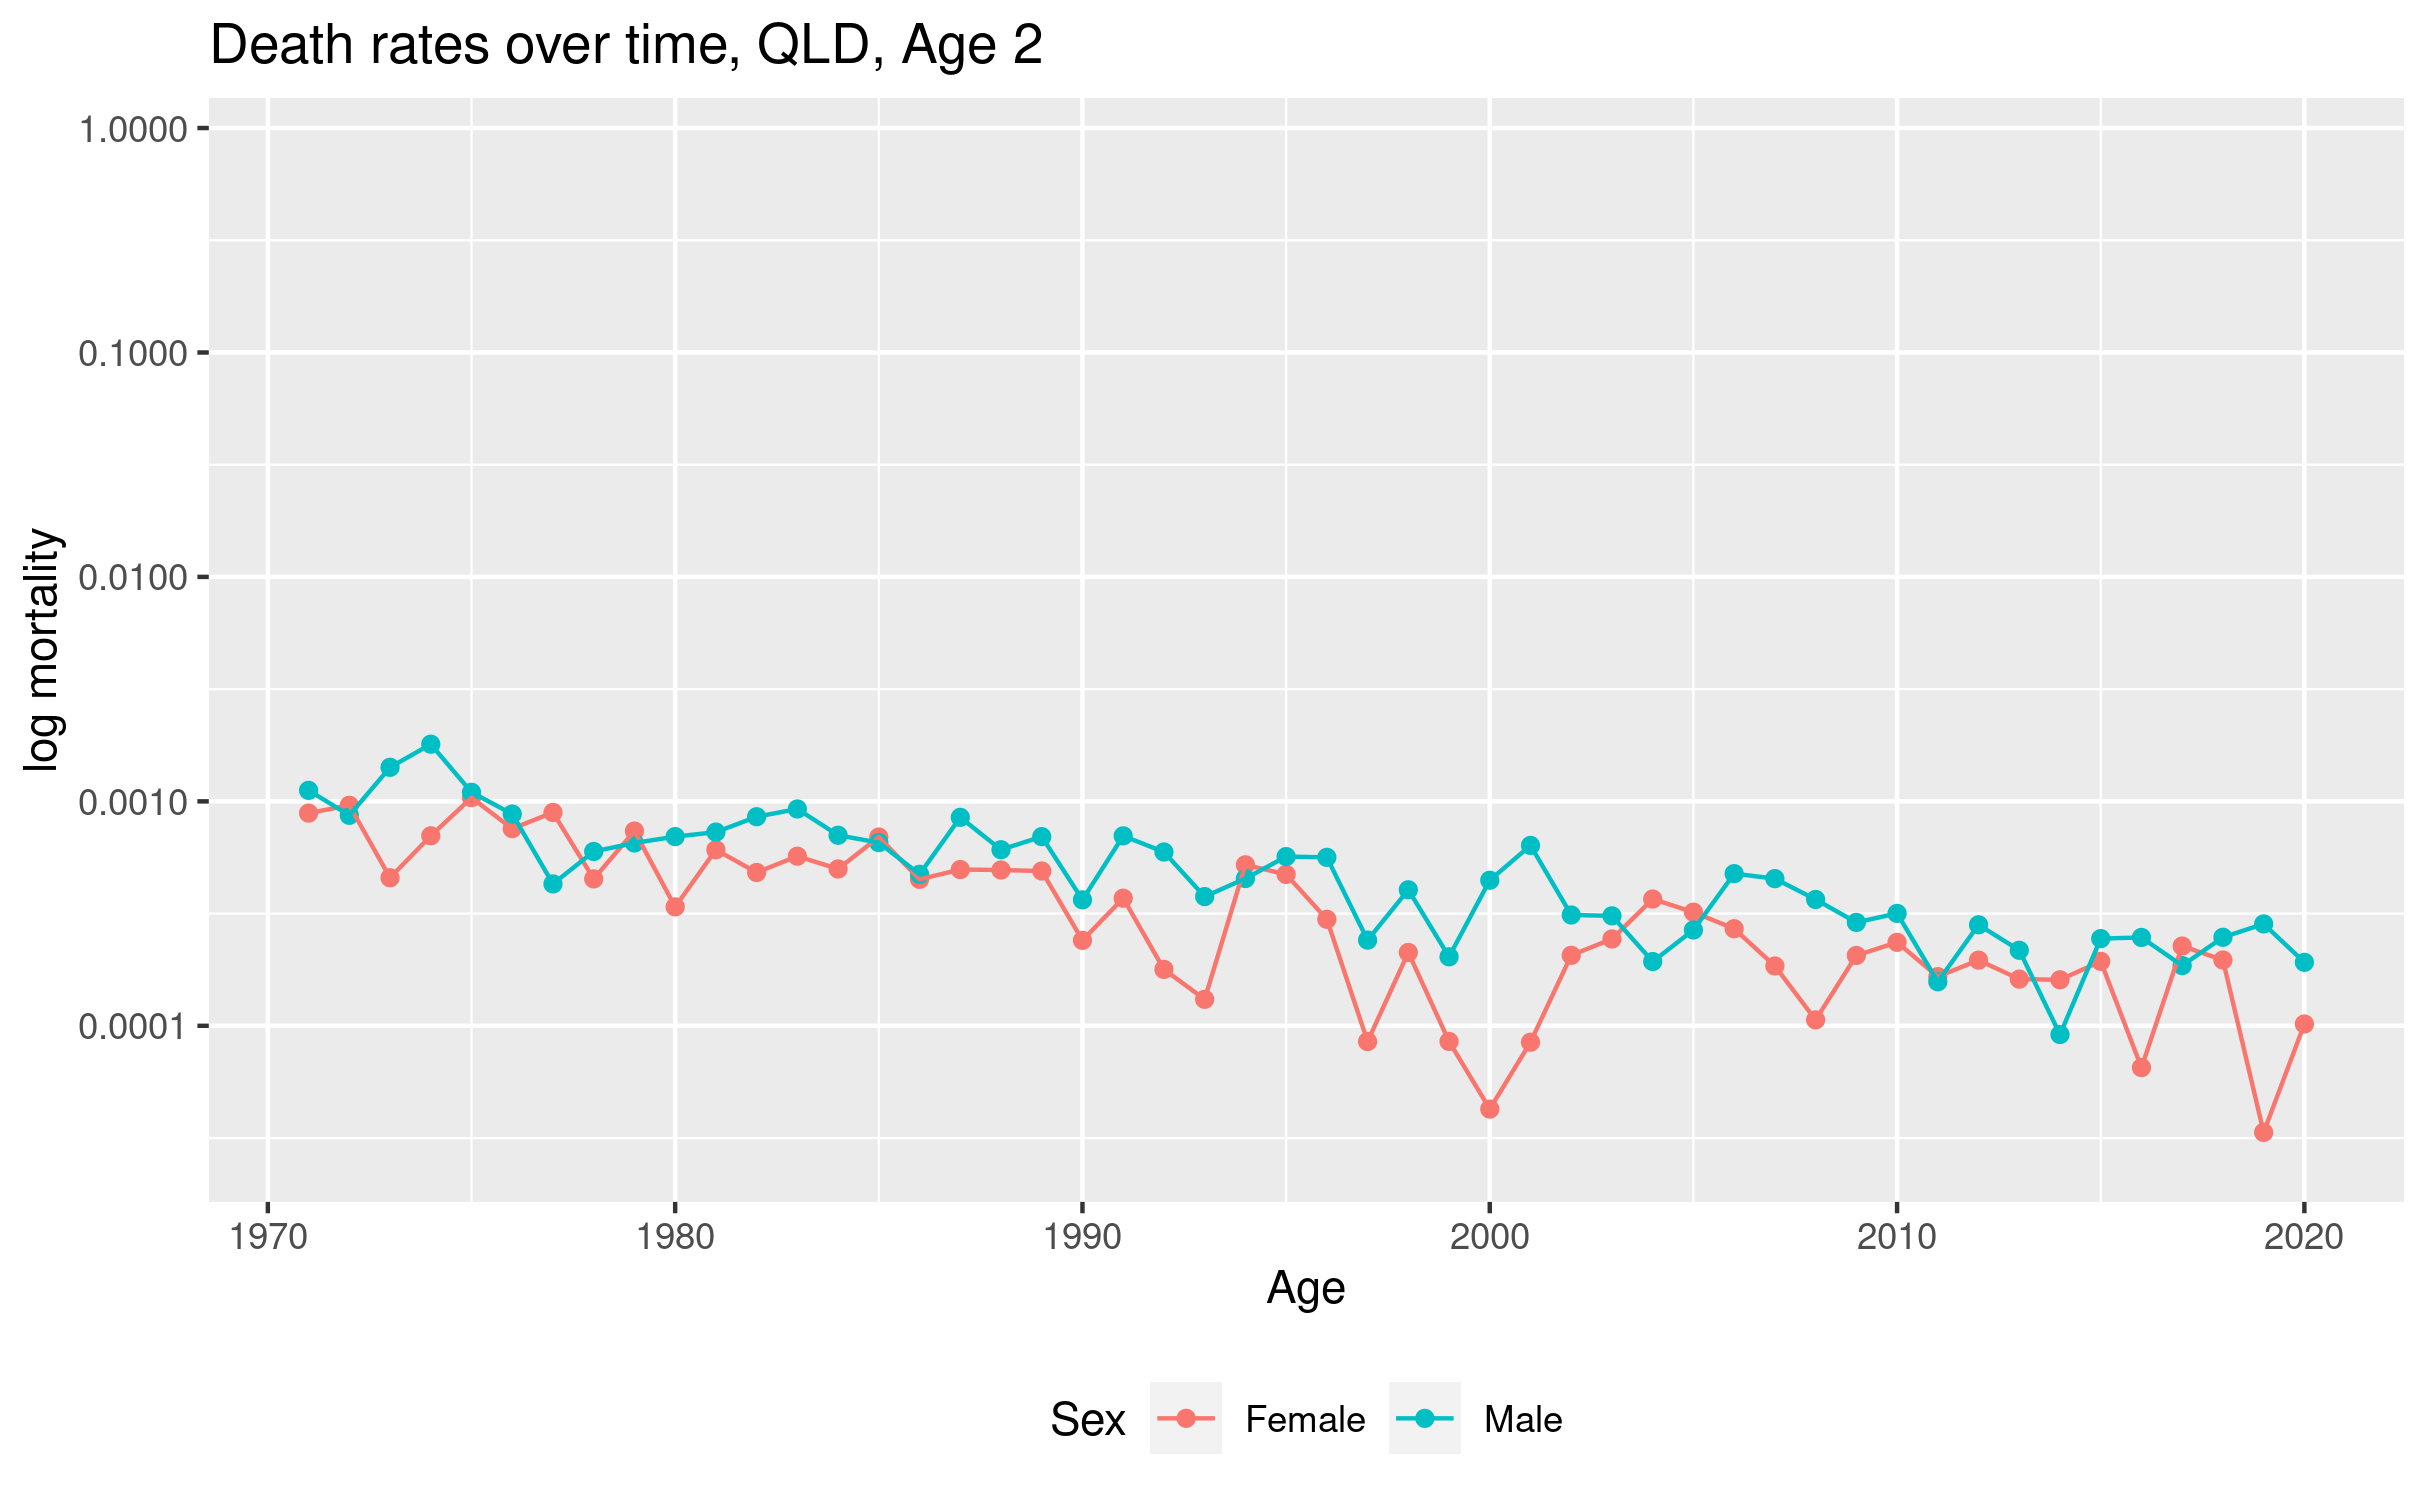 Death rates over time, QLD, Age 2
1.0000
0.1000
0.0100
0.0010
0.0001
log mortality
1970 1980 1990 2000 2010 2020
Age
Sex Female Male